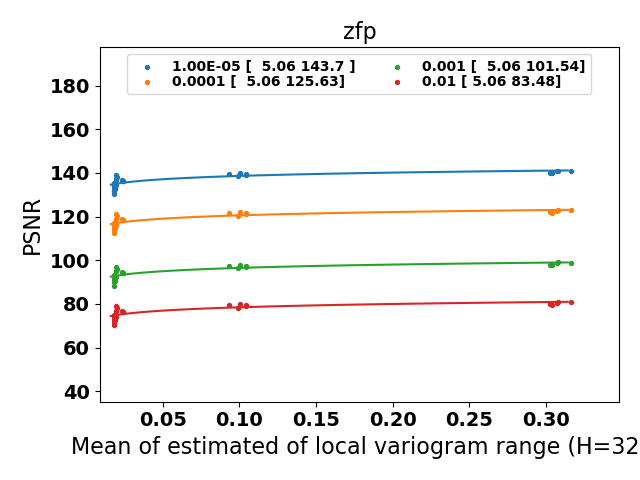 zfp
1.00E-05 [  5.06 143.7 ]
0.0001 [  5.06 125.63]
0.001 [  5.06 101.54]
0.01 [ 5.06 83.48]
PSNR
180
160
140
120
100
80
60
40
0.05 0.10 0.15 0.20 0.25 0.30
Mean of estimated of local variogram range (H=32